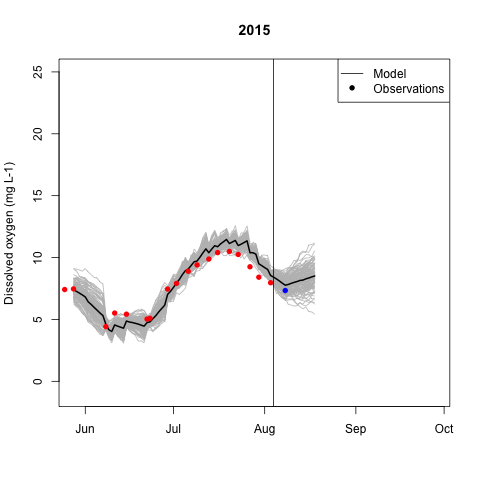 2015
Model
Observations
Dissolved oxygen (mg L-1)
25
20
15
10
5
0
Jun
Jul
Aug
Sep
Oct